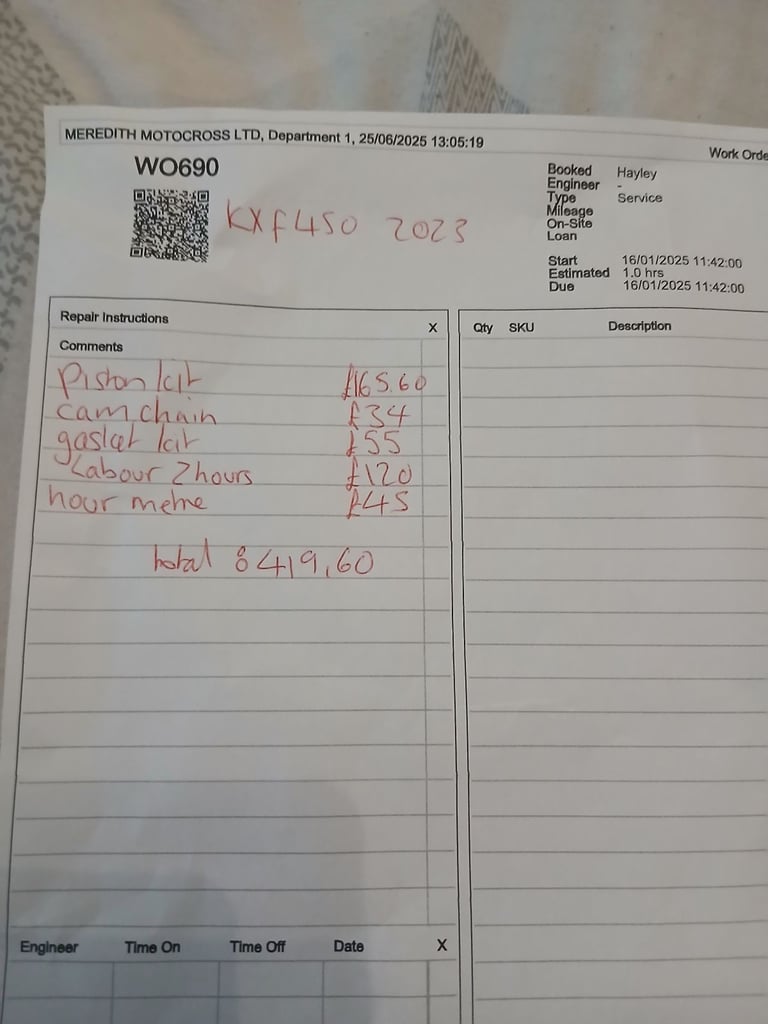 MEREDITH MOTOCROSS LTD, Department 1, 25/06/2025 13:05:19
Work Orde
WO690
KXF450 2023
Booked Hayley
Engineer -
Type Service
Mileage
On-Site
Loan
Start 16/01/2025 11:42:00
Estimated 1.0 hrs
Due 16/01/2025 11:42:00
Repair Instructions X
Comments
Piston kit £165.60
cam chain £34
gasket kit £55
Labour 2hours £120
hour metre £45
total : 419.60
Qty SKU Description
Engineer Time On Time Off Date X